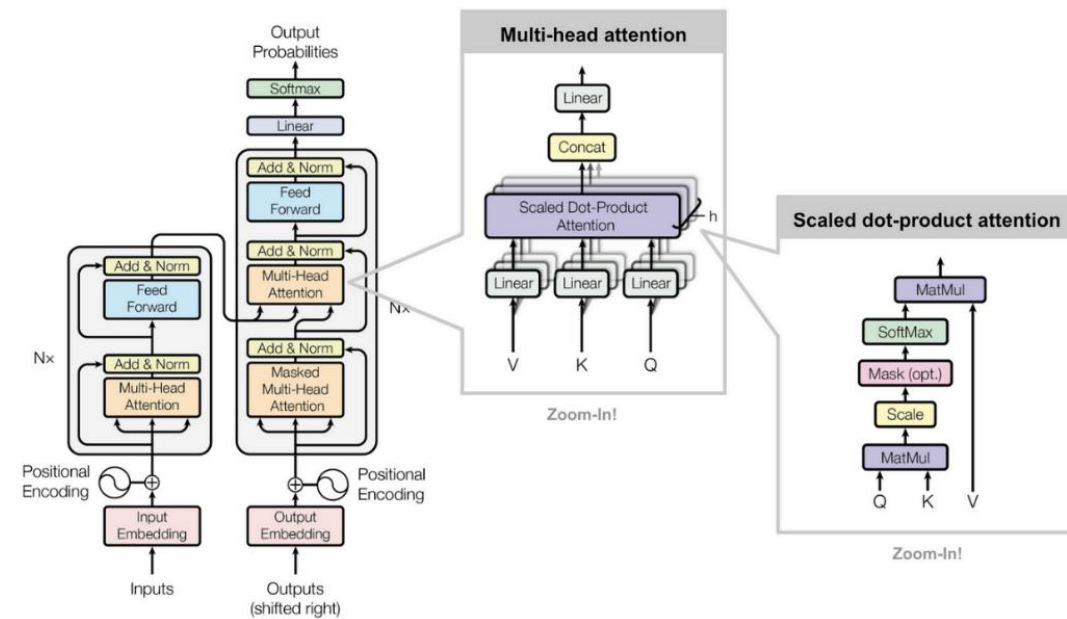 Output
Probabilities
Softmax
Linear
Add & Norm
Feed
Forward
Add & Norm
Multi-Head
Attention
Nx
Add & Norm
Masked
Multi-Head
Attention
Positional
Encoding
Output
Embedding
Outputs
(shifted right)
Add & Norm
Feed
Forward
Nx
Add & Norm
Multi-Head
Attention
Positional
Encoding
Input
Embedding
Inputs
Multi-head attention
Linear
Concat
Scaled Dot-Product
Attention
h
Linear
Linear
Linear
V
K
Q
Zoom-In!
Scaled dot-product attention
MatMul
SoftMax
Mask (opt.)
Scale
MatMul
Q
K
V
Zoom-In!